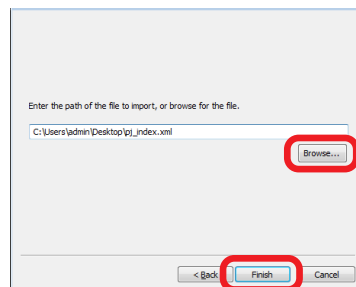 Enter the path of the file to import, or browse for the file.
C:\Users\admin\Desktop\pj_index.xml
Browse...
< Back Finish Cancel